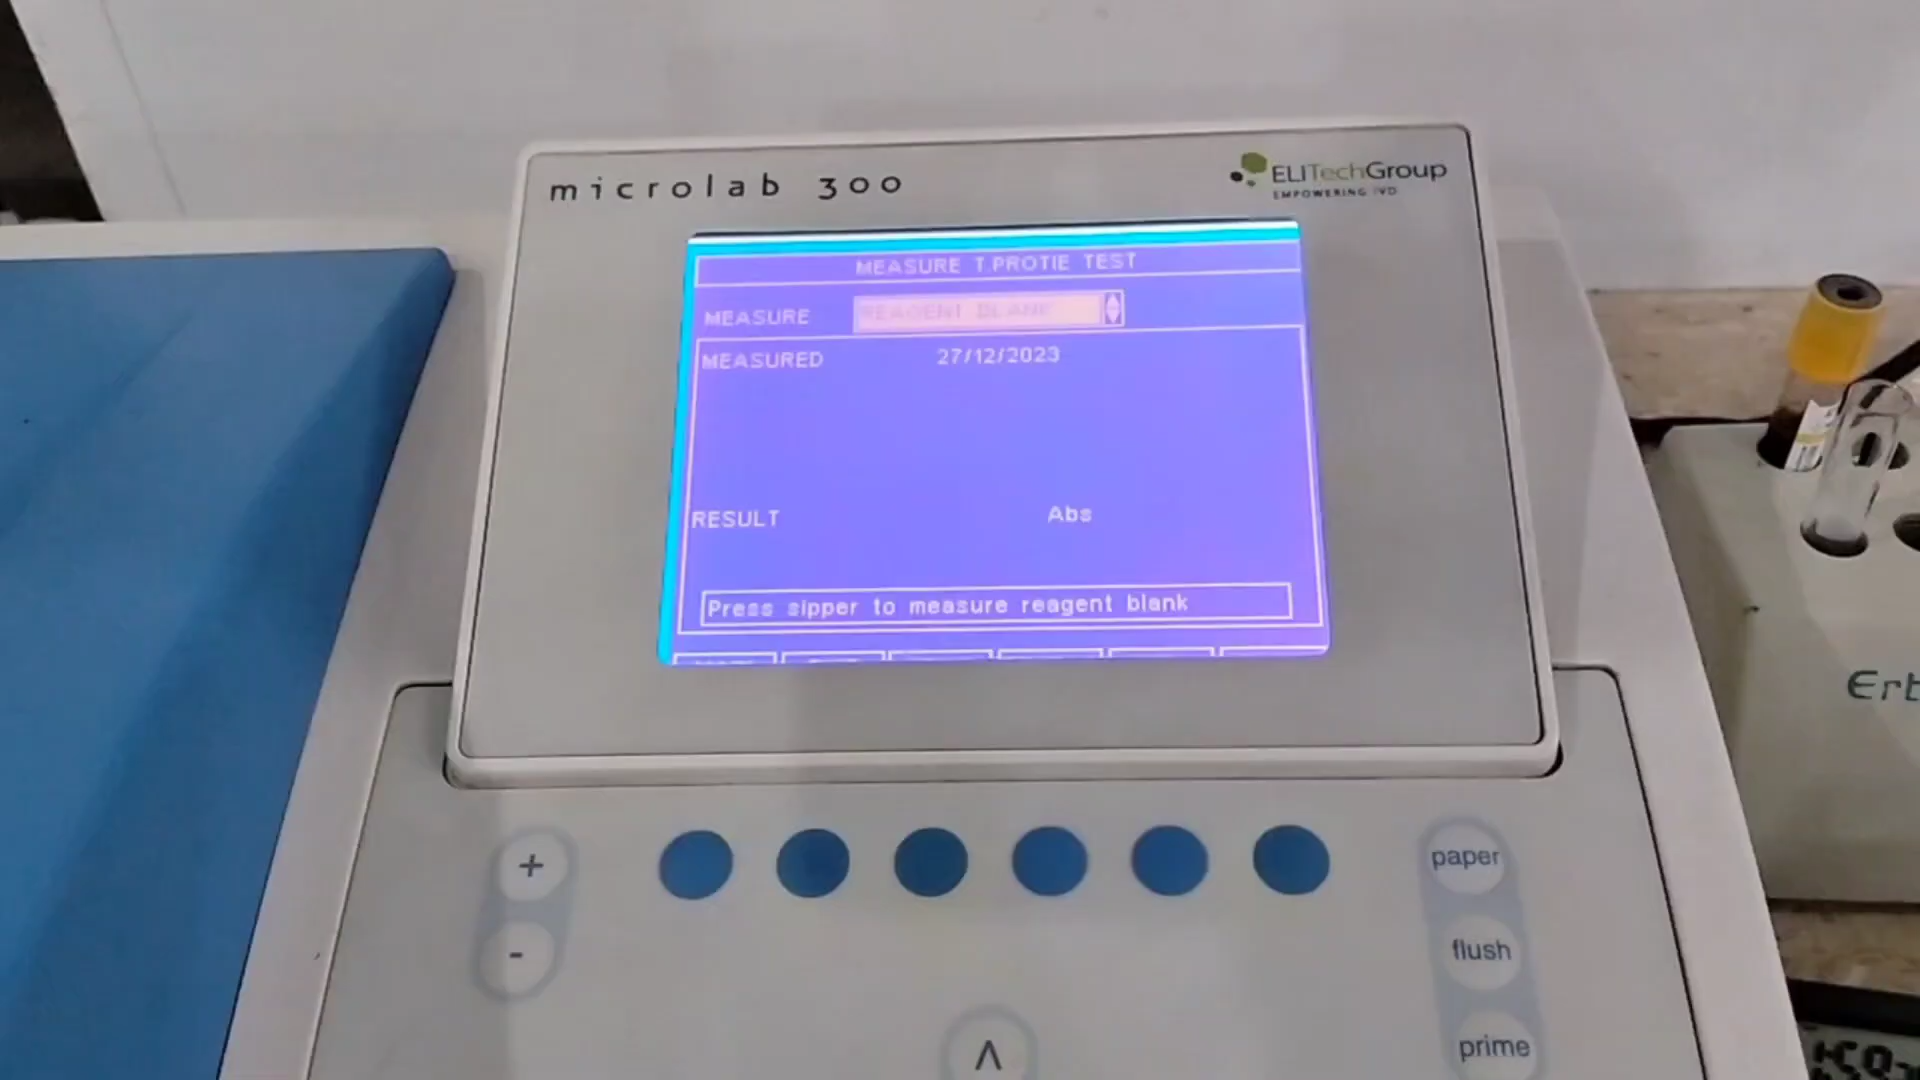 microlab 300
ELITechGroup
EMPOWERING IVD
MEASURE T.PROTIE TEST
MEASURE REAGENT BLANK
MEASURED 27/12/2023
RESULT Abs
Press sipper to measure reagent blank
+
-
paper
flush
prime
Λ